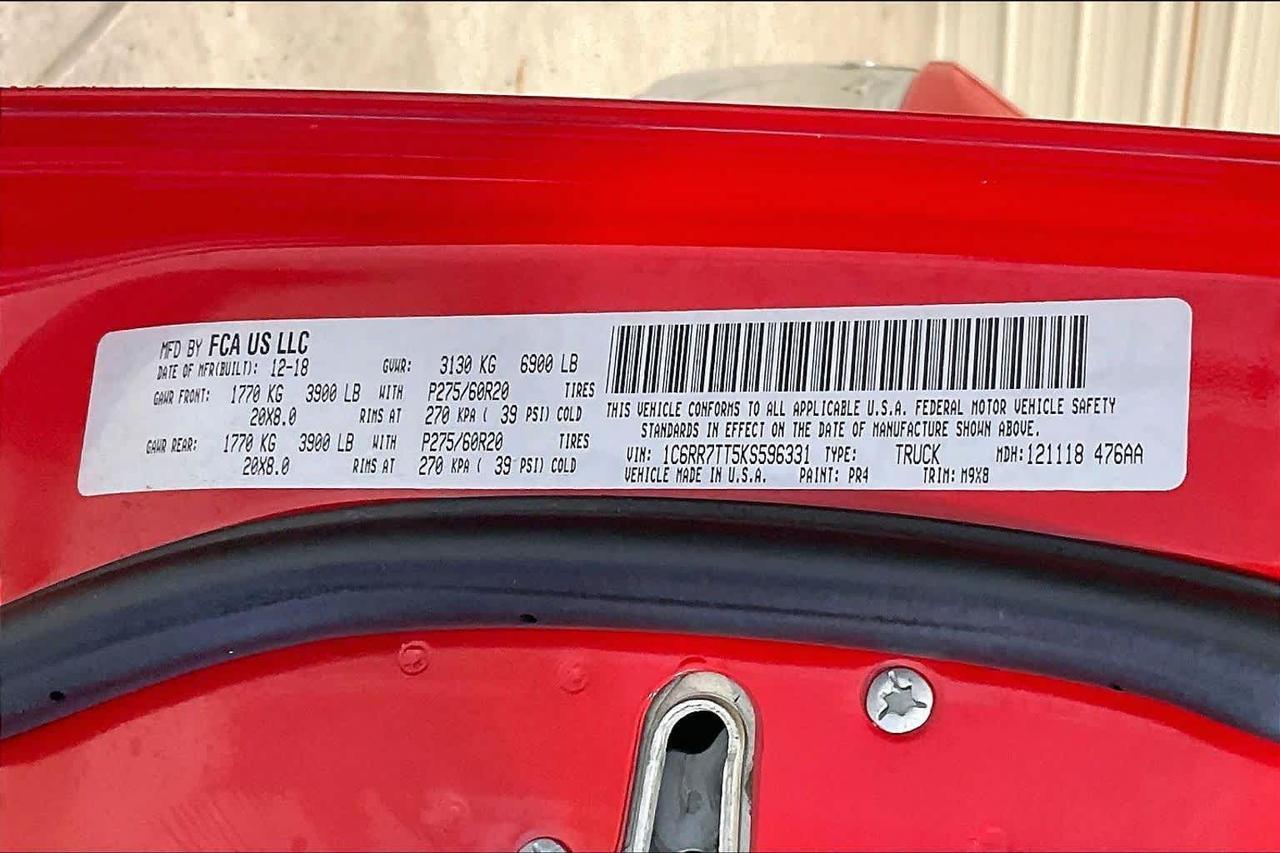 MFD BY FCA US LLC
DATE OF MFR(BUILT): 12-18 GVWR: 3130 KG 6900 LB
GAWR FRONT: 1770 KG 3900 LB WITH P275/60R20 TIRES
20X8.0 RIMS AT 270 KPA ( 39 PSI) COLD
GAWR REAR: 1770 KG 3900 LB WITH P275/60R20 TIRES
20X8.0 RIMS AT 270 KPA ( 39 PSI) COLD
THIS VEHICLE CONFORMS TO ALL APPLICABLE U.S.A. FEDERAL MOTOR VEHICLE SAFETY
STANDARDS IN EFFECT ON THE DATE OF MANUFACTURE SHOWN ABOVE.
VIN: 1C6RR7TT5KS596331 TYPE: TRUCK MDH: 121118 476AA
VEHICLE MADE IN U.S.A. PAINT: PR4 TRIM: M9X8